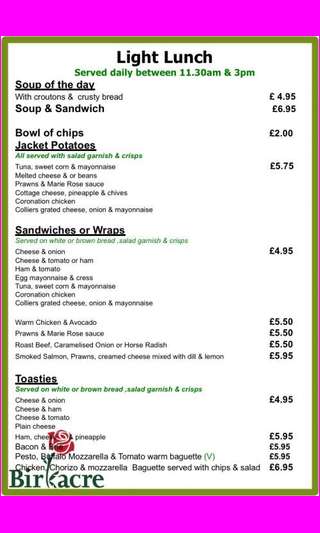 Light Lunch
Served daily between 11.30am & 3pm
Soup of the day
With croutons & crusty bread £ 4.95
Soup & Sandwich £6.95
Bowl of chips £2.00
Jacket Potatoes
All served with salad garnish & crisps
Tuna, sweet corn & mayonnaise £5.75
Melted cheese & or beans
Prawns & Marie Rose sauce
Cottage cheese, pineapple & chives
Coronation chicken
Colliers grated cheese, onion & mayonnaise
Sandwiches or Wraps
Served on white or brown bread ,salad garnish & crisps
Cheese & onion £4.95
Cheese & tomato or ham
Ham & tomato
Egg mayonnaise & cress
Tuna, sweet corn & mayonnaise
Coronation chicken
Colliers grated cheese, onion & mayonnaise
Warm Chicken & Avocado £5.50
Prawns & Marie Rose sauce £5.50
Roast Beef, Caramelised Onion or Horse Radish £5.50
Smoked Salmon, Prawns, creamed cheese mixed with dill & lemon £5.95
Toasties
Served on white or brown bread ,salad garnish & crisps
Cheese & onion £4.95
Cheese & ham
Cheese & tomato
Plain cheese
Ham, cheese & pineapple £5.95
Bacon & £5.95
Pesto, Buffalo Mozzarella & Tomato warm baguette (V) £5.95
Chicken, Chorizo & mozzarella Baguette served with chips & salad £6.95
Birkacre